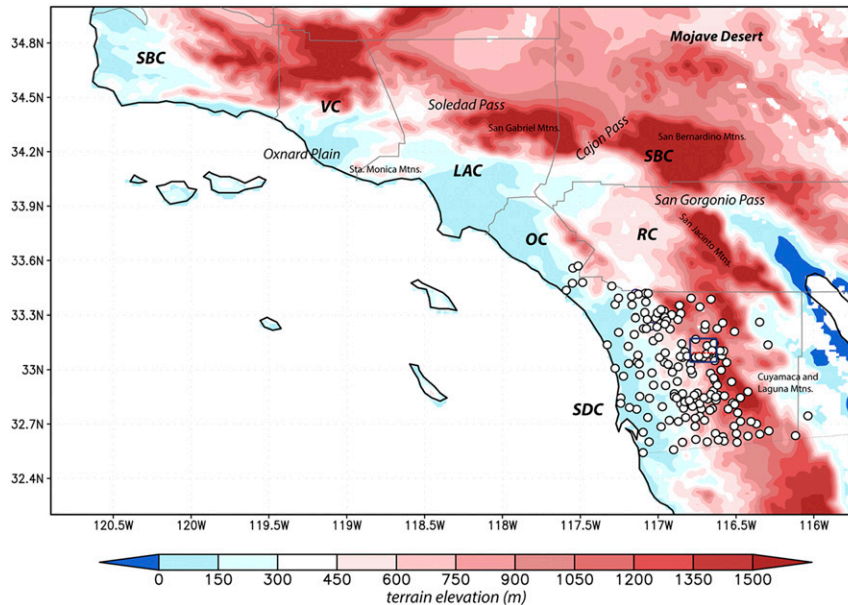 34.8N
34.5N
34.2N
33.9N
33.6N
33.3N
33N
32.7N
32.4N
SBC
VC
Oxnard Plain
Sta. Monica Mtns.
Soledad Pass
San Gabriel Mtns.
LAC
Mojave Desert
Cajon Pass
San Bernardino Mtns.
SBC
San Gorgonio Pass
San Jacinto Mtns.
OC
RC
Cuyamaca and
Laguna Mtns.
SDC
120.5W 120W 119.5W 119W 118.5W 118W 117.5W 117W 116.5W 116W
0 150 300 450 600 750 900 1050 1200 1350 1500
terrain elevation (m)